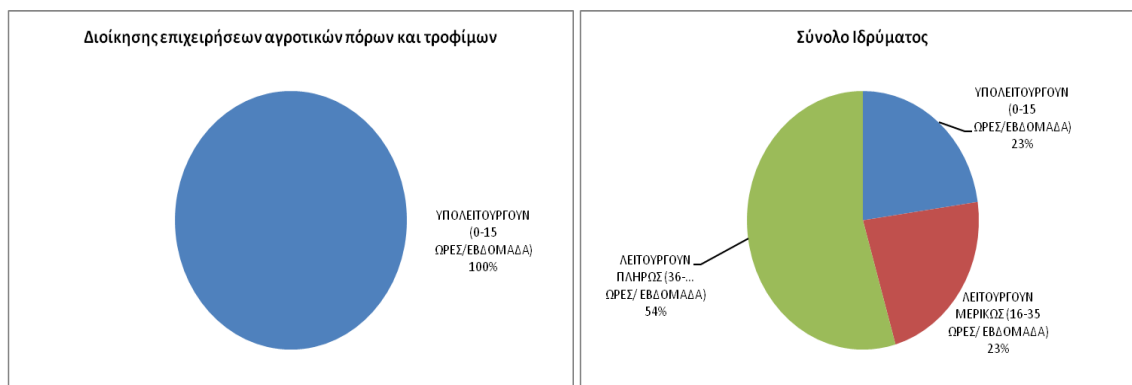 Διοίκησης επιχειρήσεων αγροτικών πόρων και τροφίμων
ΥΠΟΛΕΙΤΟΥΡΓΟΥΝ
(0-15
ΩΡΕΣ/ΕΒΔΟΜΑΔΑ)
100%
Σύνολο Ιδρύματος
ΥΠΟΛΕΙΤΟΥΡΓΟΥΝ
(0-15
ΩΡΕΣ/ΕΒΔΟΜΑΔΑ)
23%
ΛΕΙΤΟΥΡΓΟΥΝ
ΠΛΗΡΩΣ (36-...
ΩΡΕΣ/ ΕΒΔΟΜΑΔΑ)
54%
ΛΕΙΤΟΥΡΓΟΥΝ
ΜΕΡΙΚΩΣ (16-35
ΩΡΕΣ/ ΕΒΔΟΜΑΔΑ)
23%